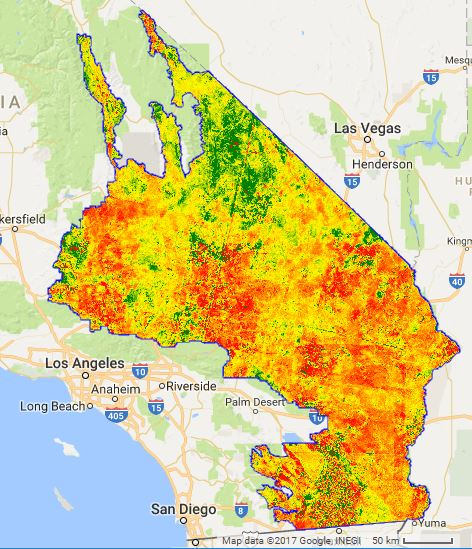 15
Mesqu
IA
ia
Las Vegas
Henderson
15
HU
kersfield
Kingm
40
Los Angeles
10
Anaheim
Riverside
Long Beach
405
15
Palm Desert
10
San Diego
8
Yuma
Map data ©2017 Google, INEGI 50 km